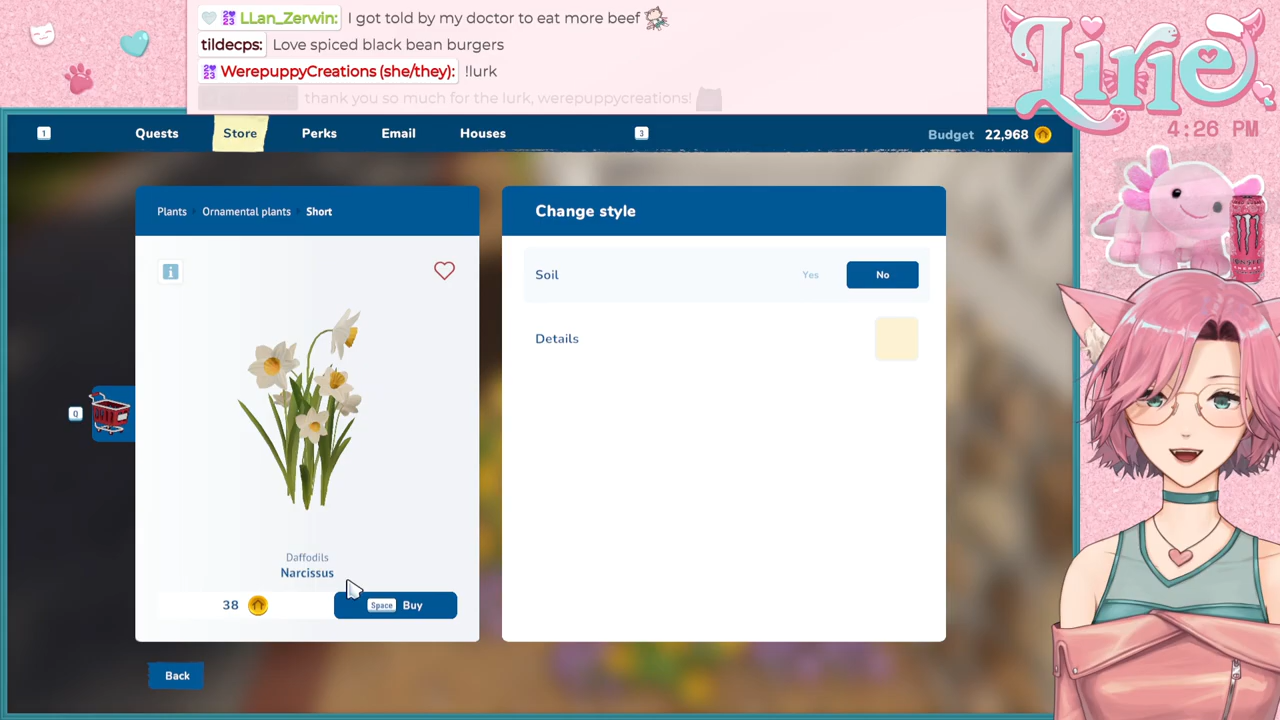 LLan_Zerwin: I got told by my doctor to eat more beef
tildecps: Love spiced black bean burgers
WerepuppyCreations (she/they): !lurk
thank you so much for the lurk, werepuppycreations!
Lirie
4:26 PM
1 Quests Store Perks Email Houses 3 Budget 22,968
Plants Ornamental plants Short
Change style
Soil Yes No
Details
Q
Daffodils
Narcissus
38 Space Buy
Back